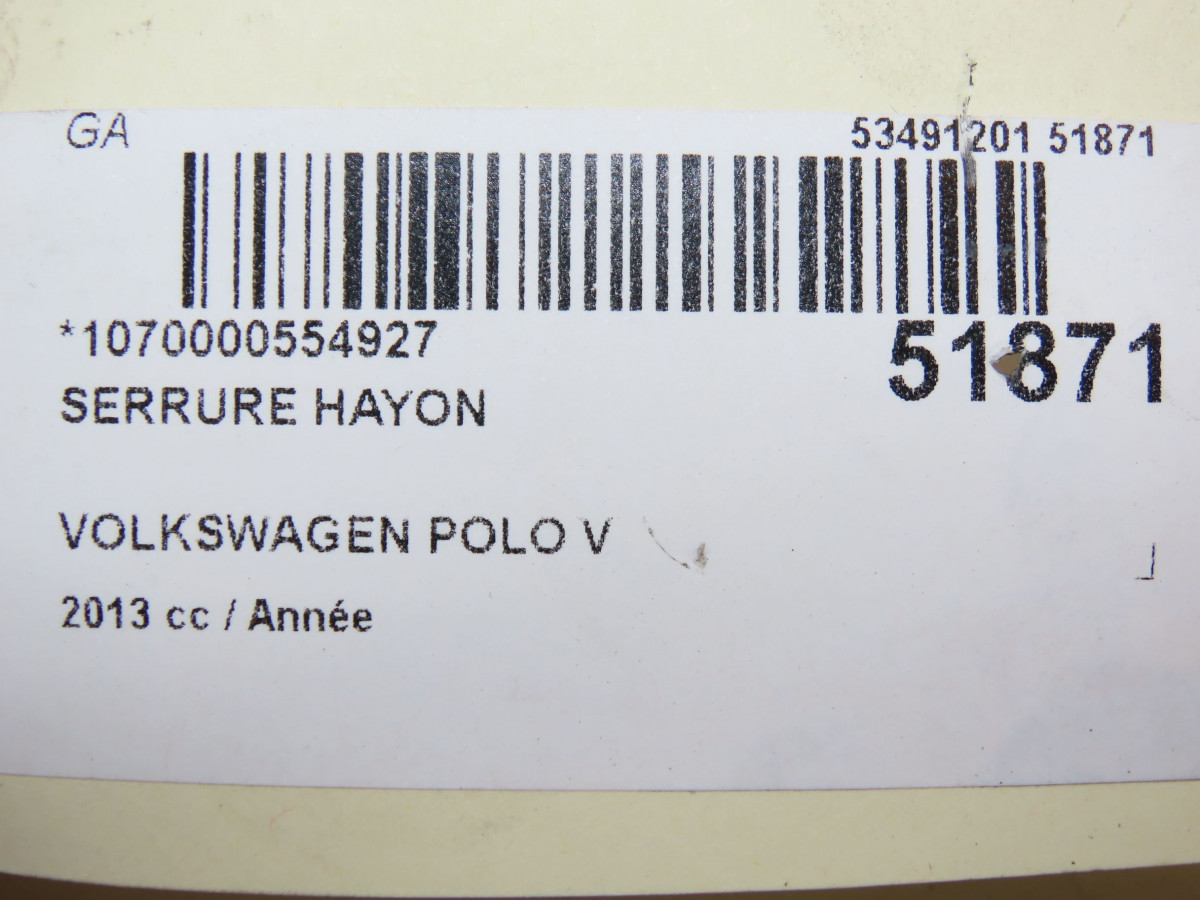 GA 53491201 51871
*1070000554927 51871
SERRURE HAYON
VOLKSWAGEN POLO V
2013 cc / Année